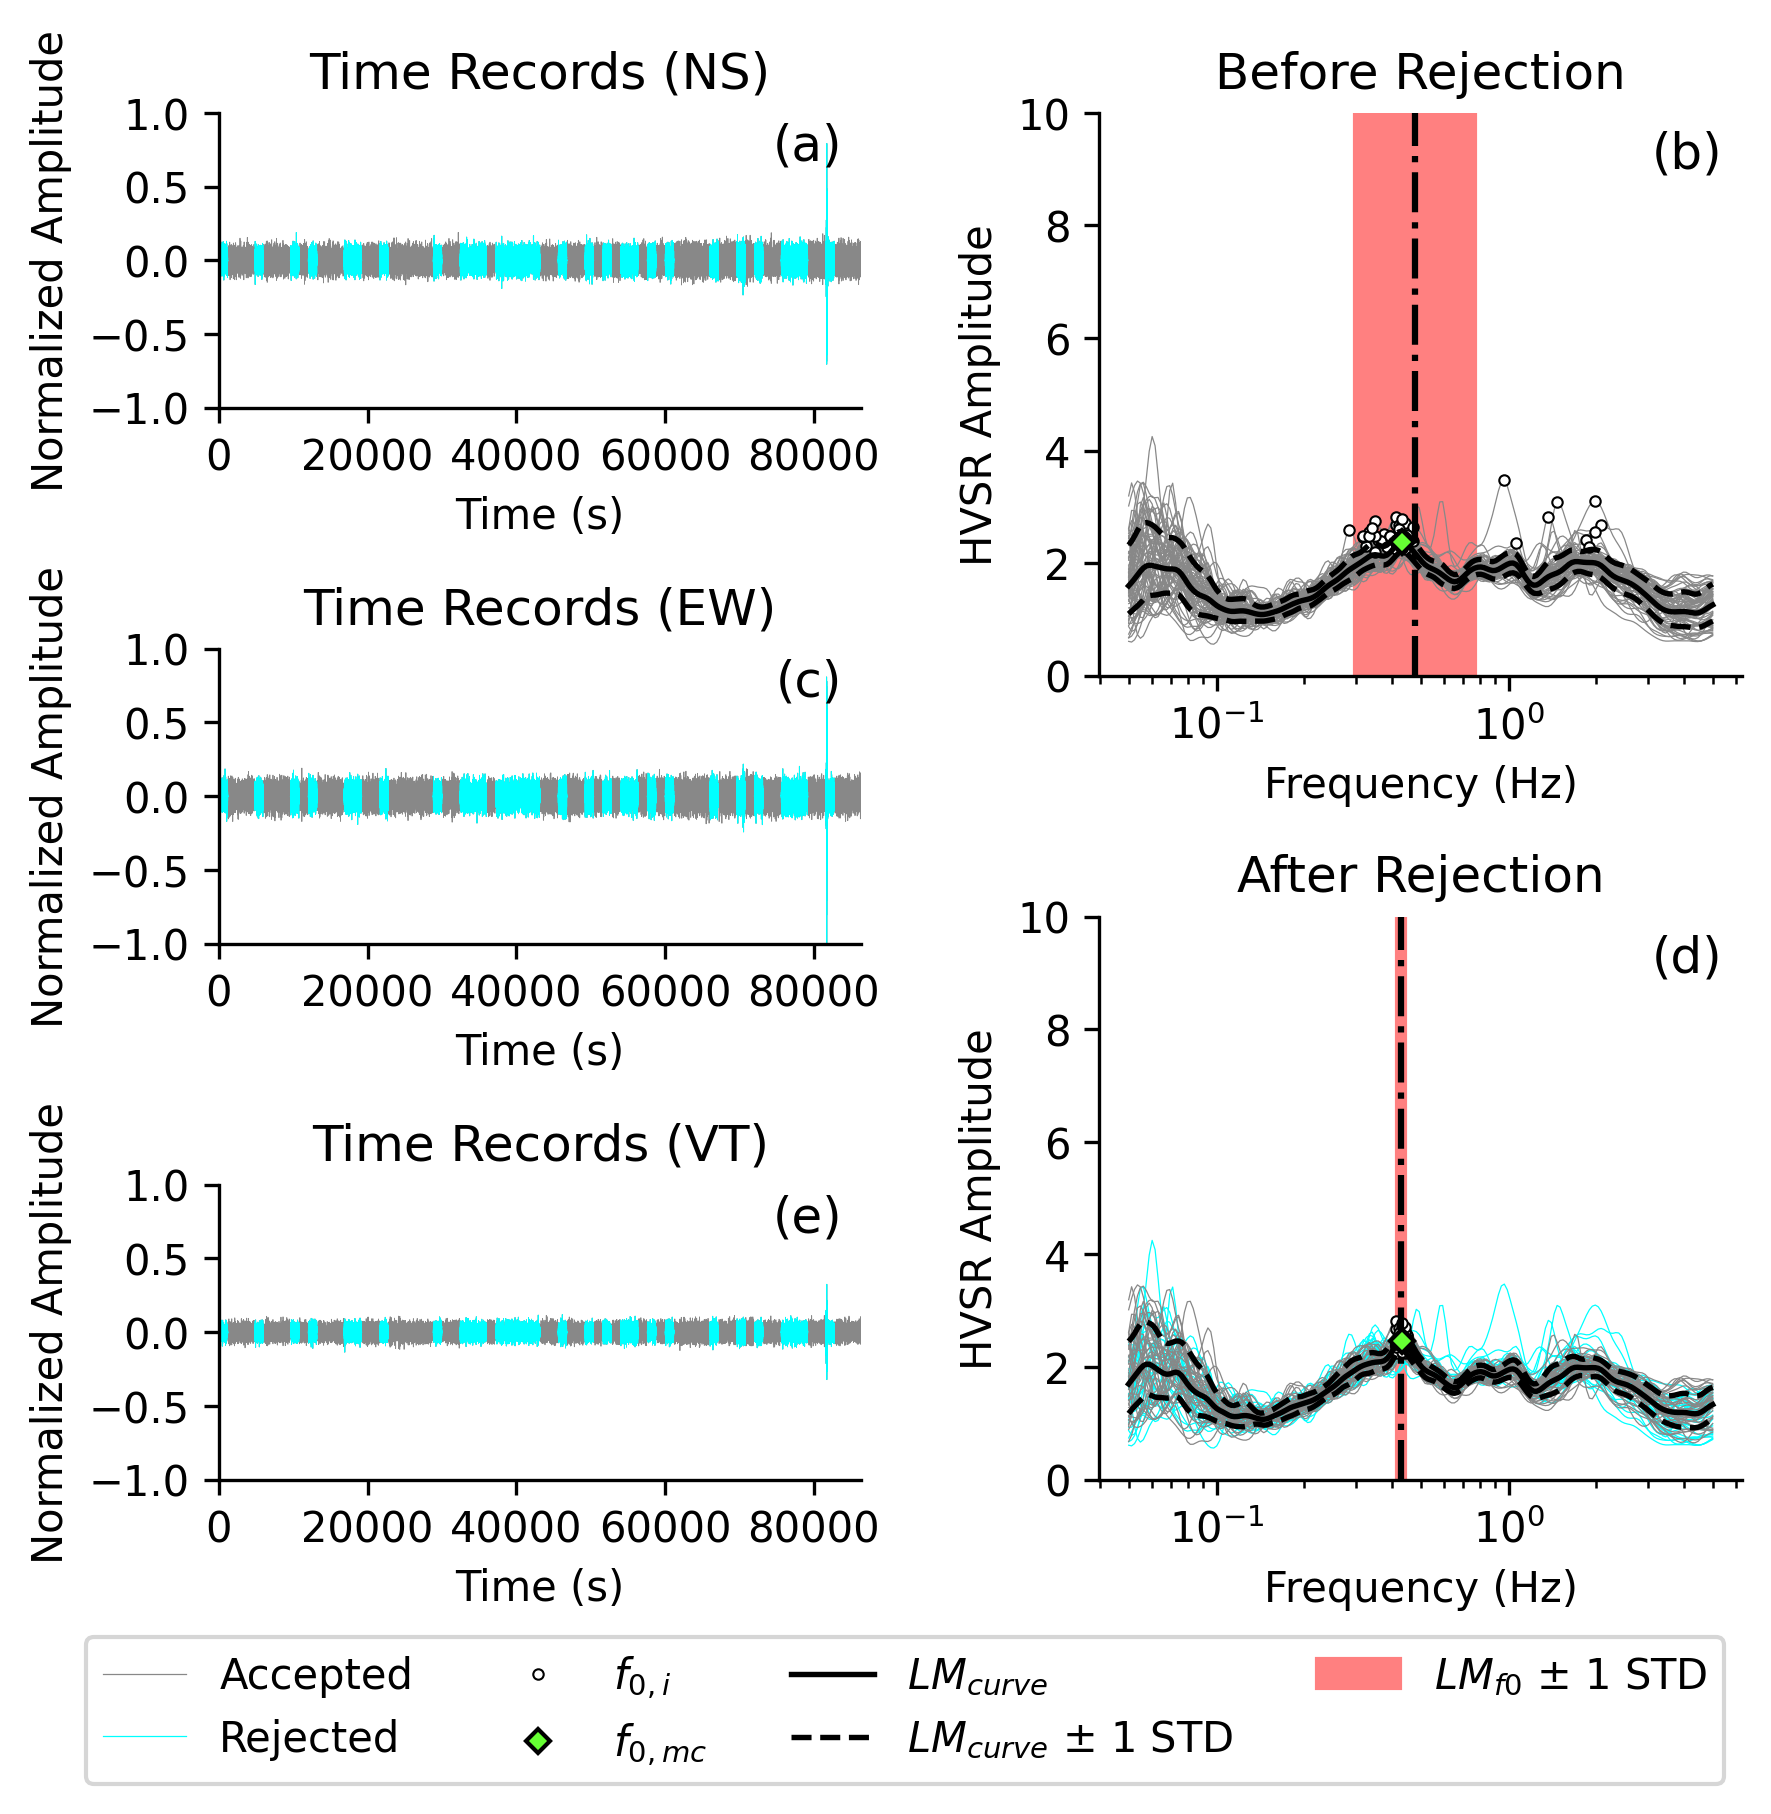 Time Records (NS)
Normalized Amplitude
(a)
1.0
0.5
0.0
−0.5
−1.0
0 20000 40000 60000 80000
Time (s)
Before Rejection
HVSR Amplitude
(b)
10
8
6
4
2
0
10⁻¹ 10⁰
Frequency (Hz)
Time Records (EW)
Normalized Amplitude
(c)
1.0
0.5
0.0
−0.5
−1.0
0 20000 40000 60000 80000
Time (s)
After Rejection
HVSR Amplitude
(d)
10
8
6
4
2
0
10⁻¹ 10⁰
Frequency (Hz)
Time Records (VT)
Normalized Amplitude
(e)
1.0
0.5
0.0
−0.5
−1.0
0 20000 40000 60000 80000
Time (s)
Accepted
Rejected
f0,i
f0,mc
LMcurve
LMcurve ± 1 STD
LMf0 ± 1 STD